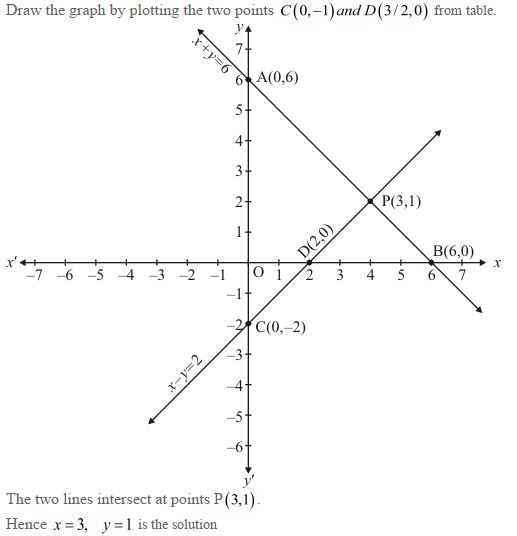 Draw the graph by plotting the two points C(0,−1) and D(3/2,0) from table.
y
x+y=6
7
6 A(0,6)
5
4
3
2 P(3,1)
1
D(2,0) B(6,0)
x′ x
−7 −6 −5 −4 −3 −2 −1 O 1 2 3 4 5 6 7
−1
−2 C(0,−2)
−3
x−y=2
−4
−5
−6
y′
The two lines intersect at points P(3,1).
Hence x=3, y=1 is the solution